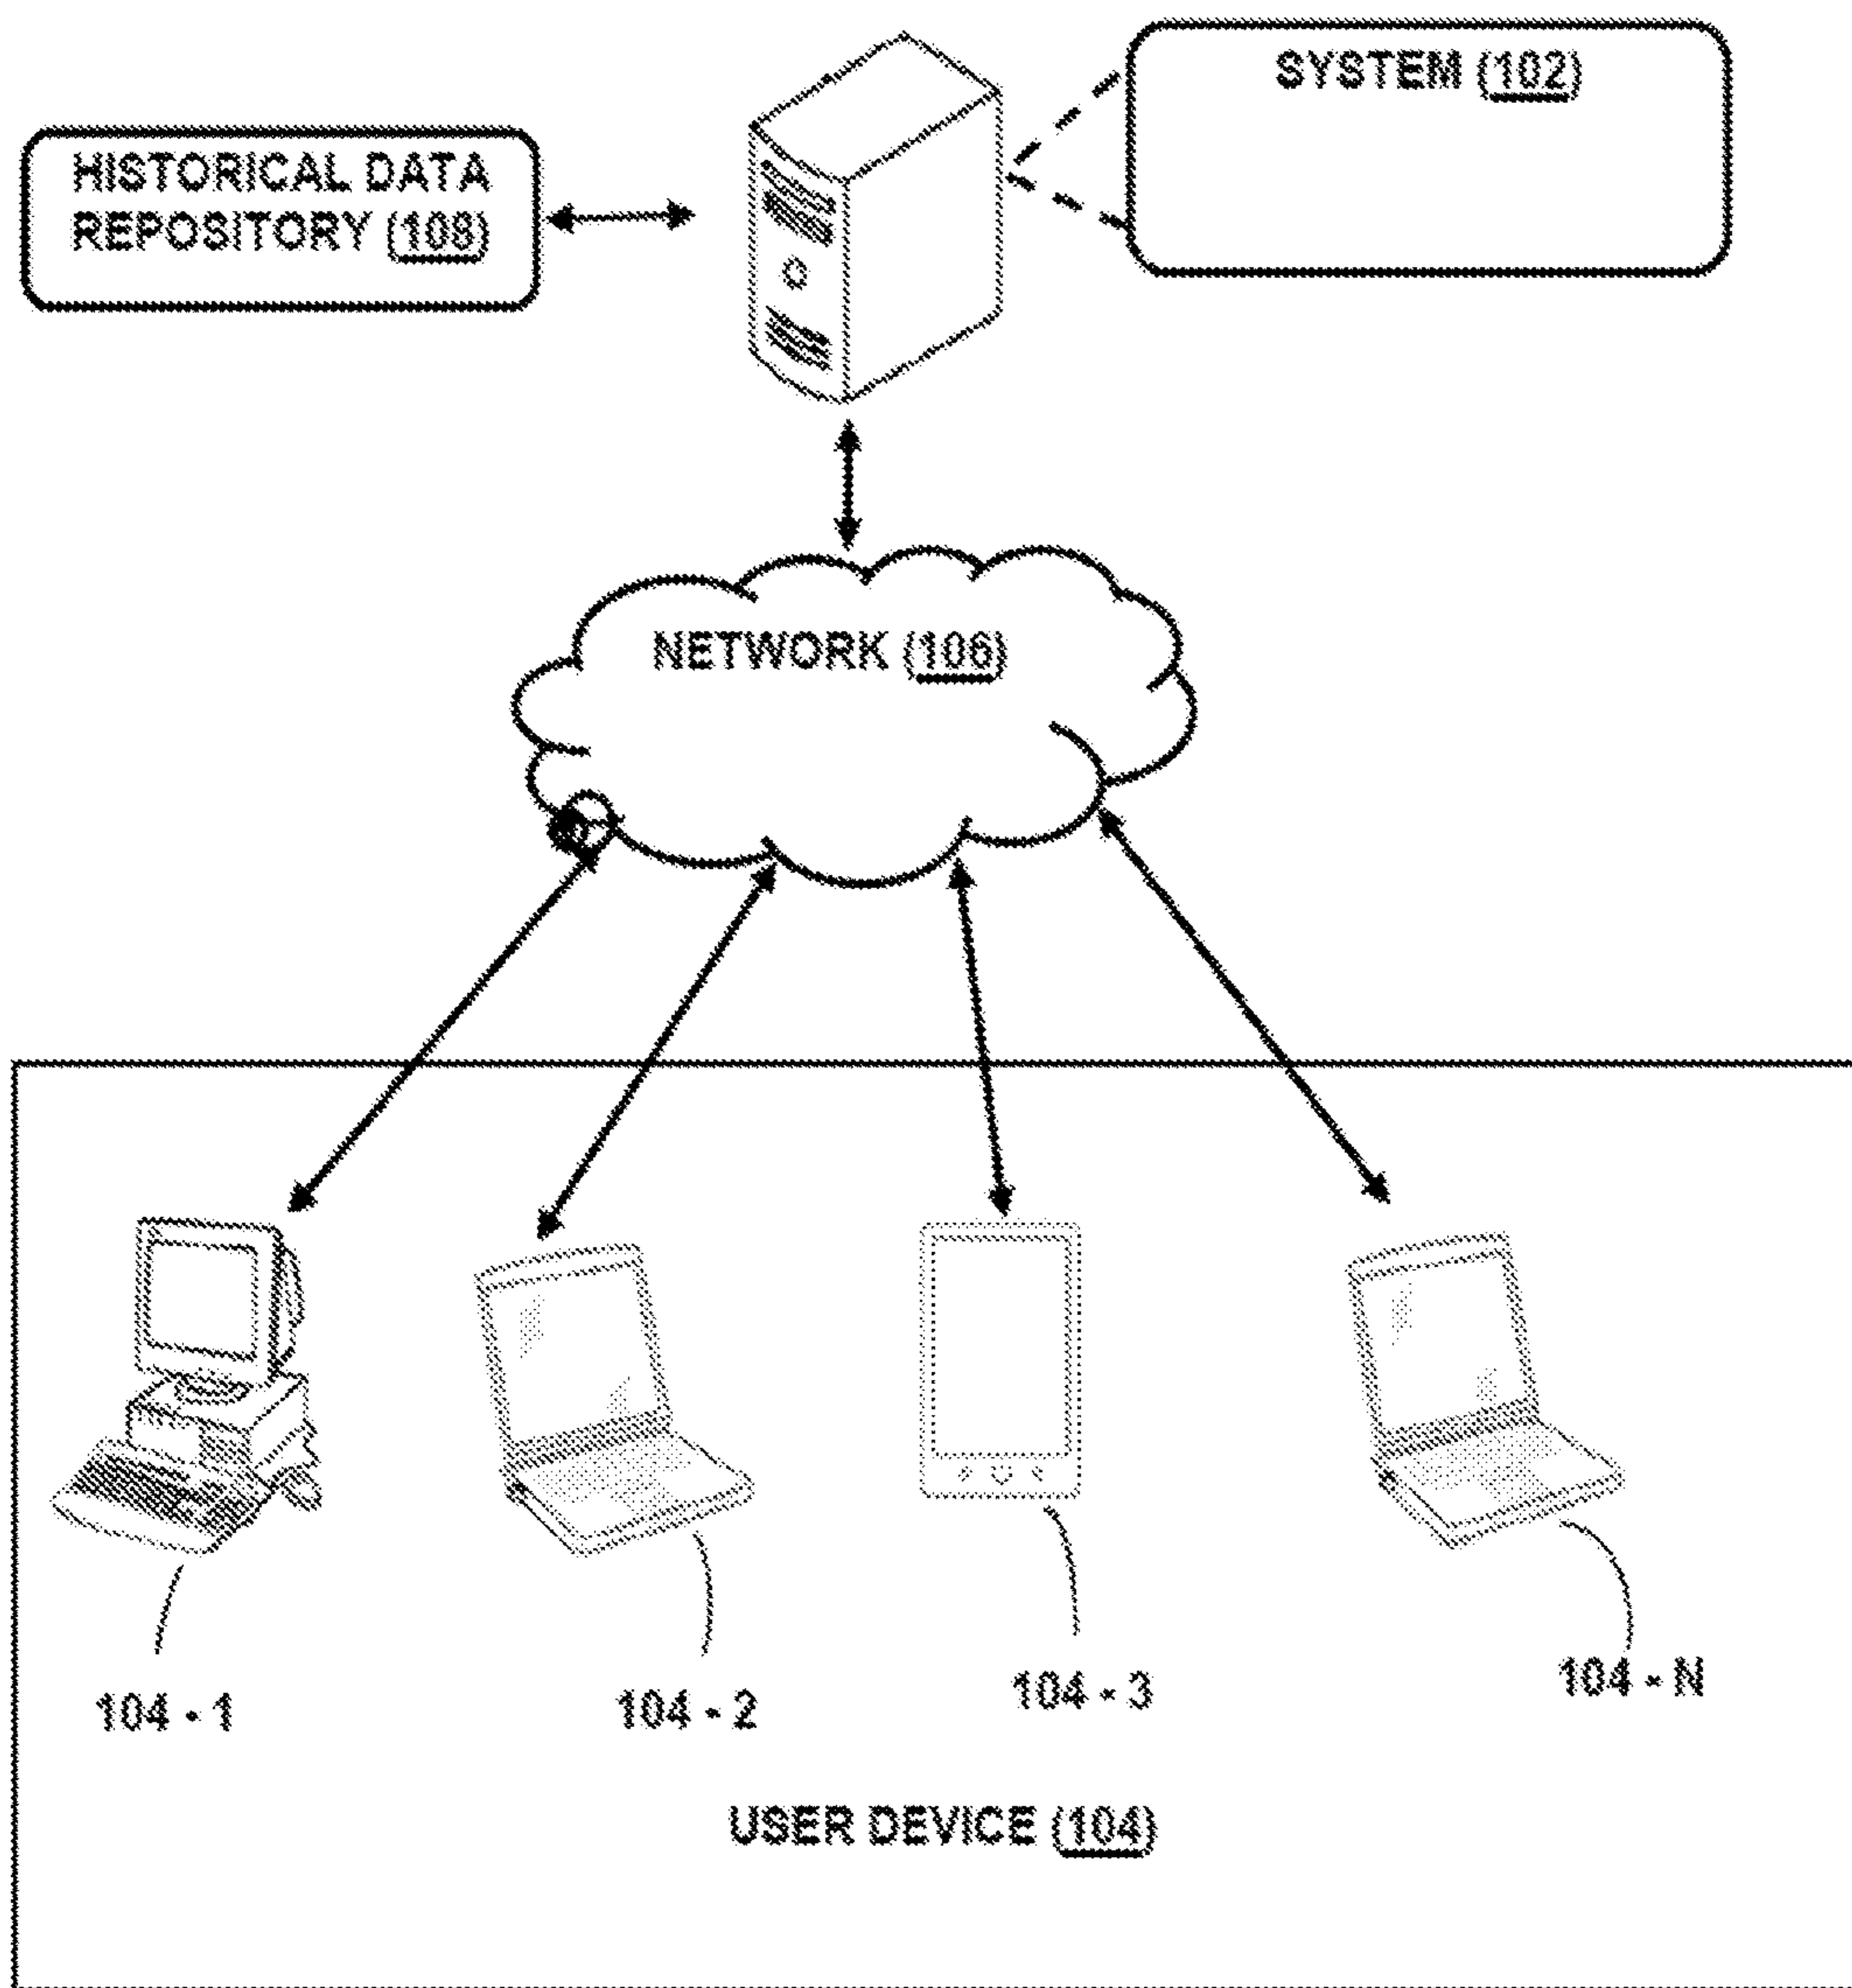 SYSTEM (102)
HISTORICAL DATA
REPOSITORY (108)
NETWORK (106)
104 - 1
104 - 2
104 - 3
104 - N
USER DEVICE (104)